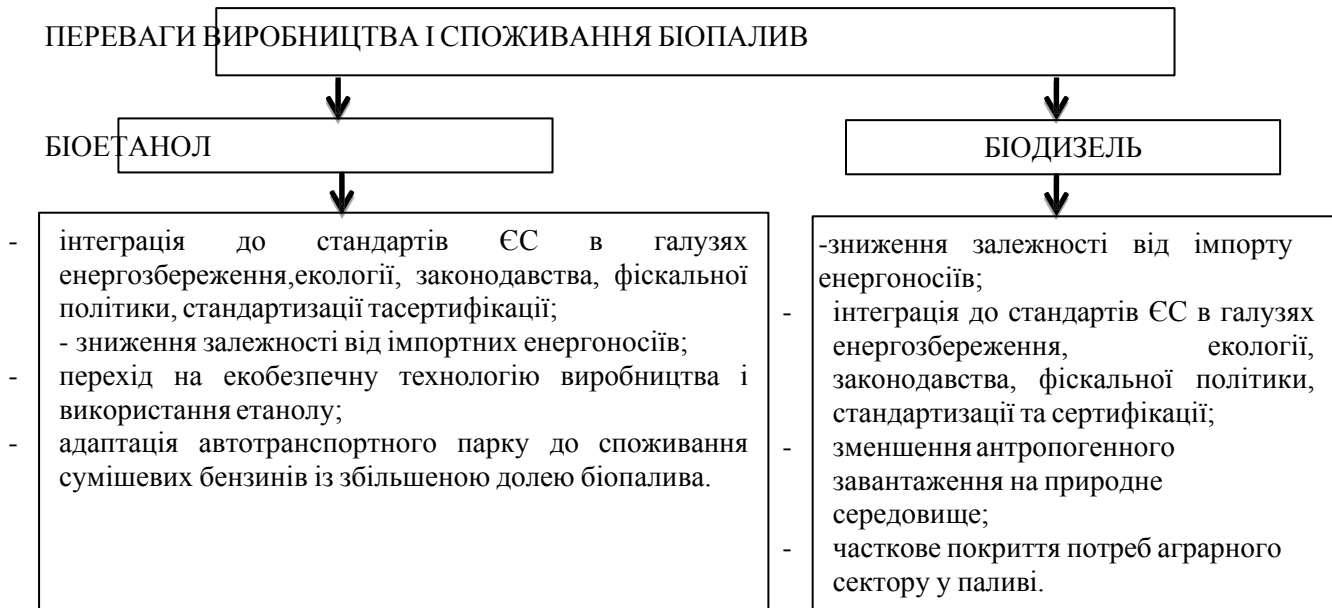 ПЕРЕВАГИ ВИРОБНИЦТВА І СПОЖИВАННЯ БІОПАЛИВ
БІОЕТАНОЛ
- інтеграція до стандартів ЄС в галузях
енергозбереження,екології, законодавства, фіскальної
політики, стандартизації тасертифікації;
- зниження залежності від імпортних енергоносіїв;
- перехід на екобезпечну технологію виробництва і
використання етанолу;
- адаптація автотранспортного парку до споживання
сумішевих бензинів із збільшеною долею біопалива.
БІОДИЗЕЛЬ
-зниження залежності від імпорту
енергоносіїв;
- інтеграція до стандартів ЄС в галузях
енергозбереження, екології,
законодавства, фіскальної політики,
стандартизації та сертифікації;
- зменшення антропогенного
завантаження на природне
середовище;
- часткове покриття потреб аграрного
сектору у паливі.